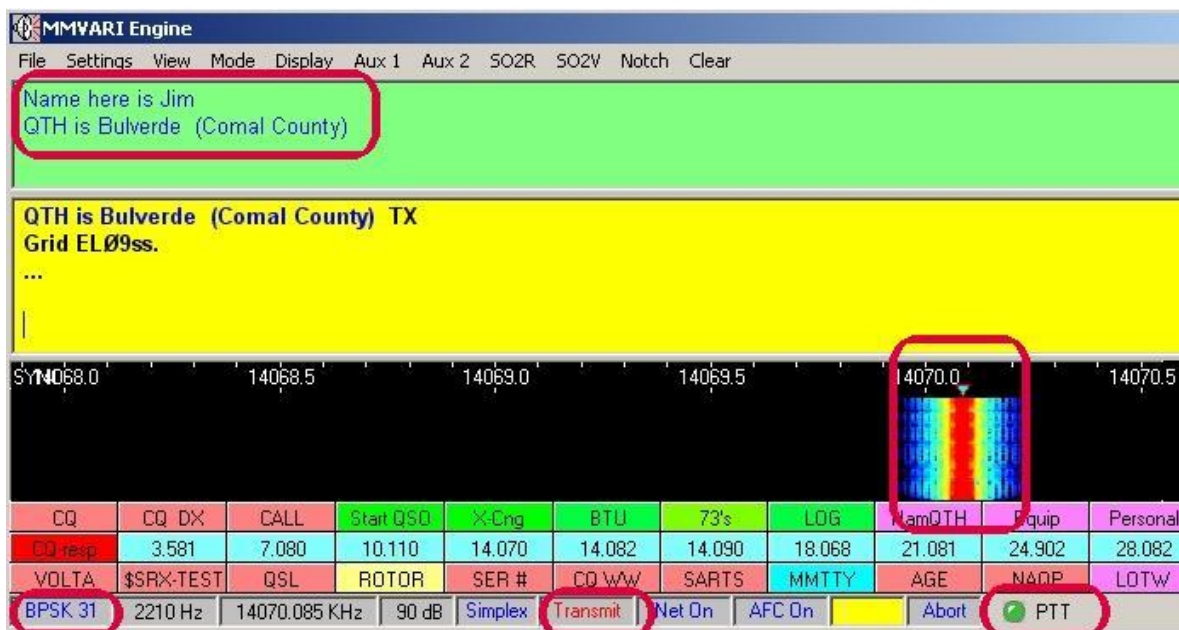 MMVARI Engine
File Settings View Mode Display Aux 1 Aux 2 SO2R SO2V Notch Clear
Name here is Jim
QTH is Bulverde (Comal County)
QTH is Bulverde (Comal County) TX
Grid ELØ9ss.
...
14068.0 14068.5 14069.0 14069.5 14070.0 14070.5
CQ CQ DX CALL Start QSO X-Cng BTU 73's LOG NamQTH Equip Personal
CQ-resp 3.581 7.080 10.110 14.070 14.082 14.090 18.068 21.081 24.902 28.082
VOLTA $SRX-TEST QSL ROTOR SER # CQ WW SARTS MMTTY AGE NAQP LOTW
BPSK 31 2210 Hz 14070.085 KHz 90 dB Simplex Transmit Net On AFC On Abort PTT